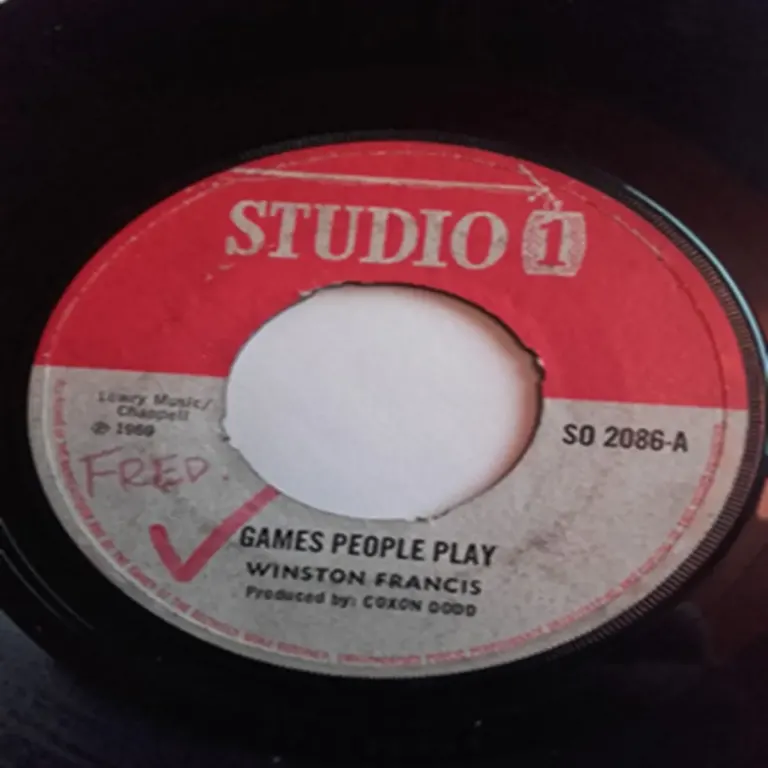 STUDIO 1
Lowry Music/
Chappell
℗ 1969
SO 2086-A
FRED
GAMES PEOPLE PLAY
WINSTON FRANCIS
Produced by: COXON DODD